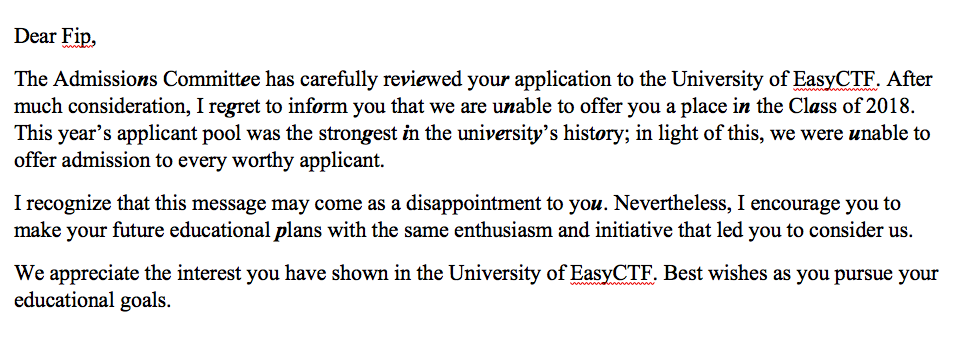 Dear Fip,
The Admissions Committee has carefully reviewed your application to the University of EasyCTF. After
much consideration, I regret to inform you that we are unable to offer you a place in the Class of 2018.
This year’s applicant pool was the strongest in the university’s history; in light of this, we were unable to
offer admission to every worthy applicant.
I recognize that this message may come as a disappointment to you. Nevertheless, I encourage you to
make your future educational plans with the same enthusiasm and initiative that led you to consider us.
We appreciate the interest you have shown in the University of EasyCTF. Best wishes as you pursue your
educational goals.